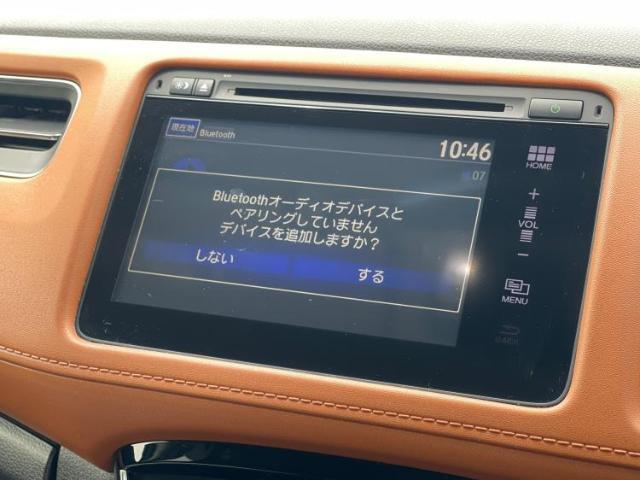 現在地 Bluetooth
10:46
07
Bluetoothオーディオデバイスと
ペアリングしていません
デバイスを追加しますか？
しない する
HOME
+
VOL
−
MENU
BACK